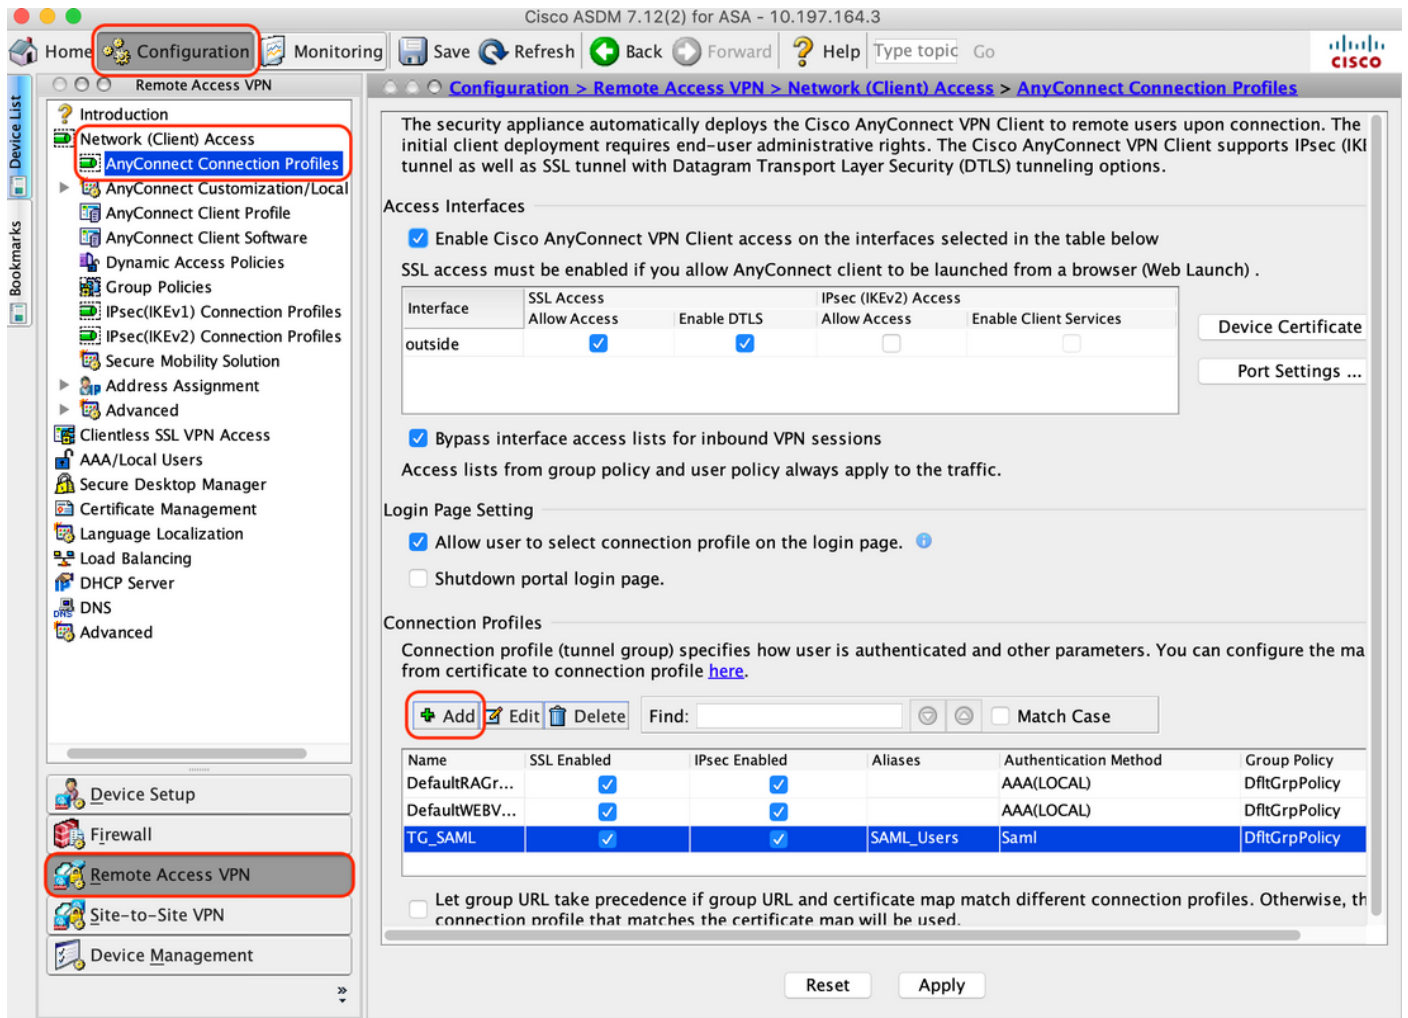 Cisco ASDM 7.12(2) for ASA - 10.197.164.3
Home Configuration Monitoring Save Refresh Back Forward Help Type topic Go
CISCO
Device List
Bookmarks
Remote Access VPN
Introduction
Network (Client) Access
AnyConnect Connection Profiles
AnyConnect Customization/Local
AnyConnect Client Profile
AnyConnect Client Software
Dynamic Access Policies
Group Policies
IPsec(IKEv1) Connection Profiles
IPsec(IKEv2) Connection Profiles
Secure Mobility Solution
Address Assignment
Advanced
Clientless SSL VPN Access
AAA/Local Users
Secure Desktop Manager
Certificate Management
Language Localization
Load Balancing
DHCP Server
DNS
Advanced
Device Setup
Firewall
Remote Access VPN
Site-to-Site VPN
Device Management
Configuration > Remote Access VPN > Network (Client) Access > AnyConnect Connection Profiles
The security appliance automatically deploys the Cisco AnyConnect VPN Client to remote users upon connection. The
initial client deployment requires end-user administrative rights. The Cisco AnyConnect VPN Client supports IPsec (IKE
tunnel as well as SSL tunnel with Datagram Transport Layer Security (DTLS) tunneling options.
Access Interfaces
Enable Cisco AnyConnect VPN Client access on the interfaces selected in the table below
SSL access must be enabled if you allow AnyConnect client to be launched from a browser (Web Launch) .
Interface SSL Access IPsec (IKEv2) Access
Allow Access Enable DTLS Allow Access Enable Client Services
outside
Device Certificate
Port Settings ...
Bypass interface access lists for inbound VPN sessions
Access lists from group policy and user policy always apply to the traffic.
Login Page Setting
Allow user to select connection profile on the login page.
Shutdown portal login page.
Connection Profiles
Connection profile (tunnel group) specifies how user is authenticated and other parameters. You can configure the ma
from certificate to connection profile here.
Add Edit Delete Find: Match Case
Name SSL Enabled IPsec Enabled Aliases Authentication Method Group Policy
DefaultRAGr... AAA(LOCAL) DfltGrpPolicy
DefaultWEBV... AAA(LOCAL) DfltGrpPolicy
TG_SAML SAML_Users Saml DfltGrpPolicy
Let group URL take precedence if group URL and certificate map match different connection profiles. Otherwise, th
connection profile that matches the certificate map will be used.
Reset Apply